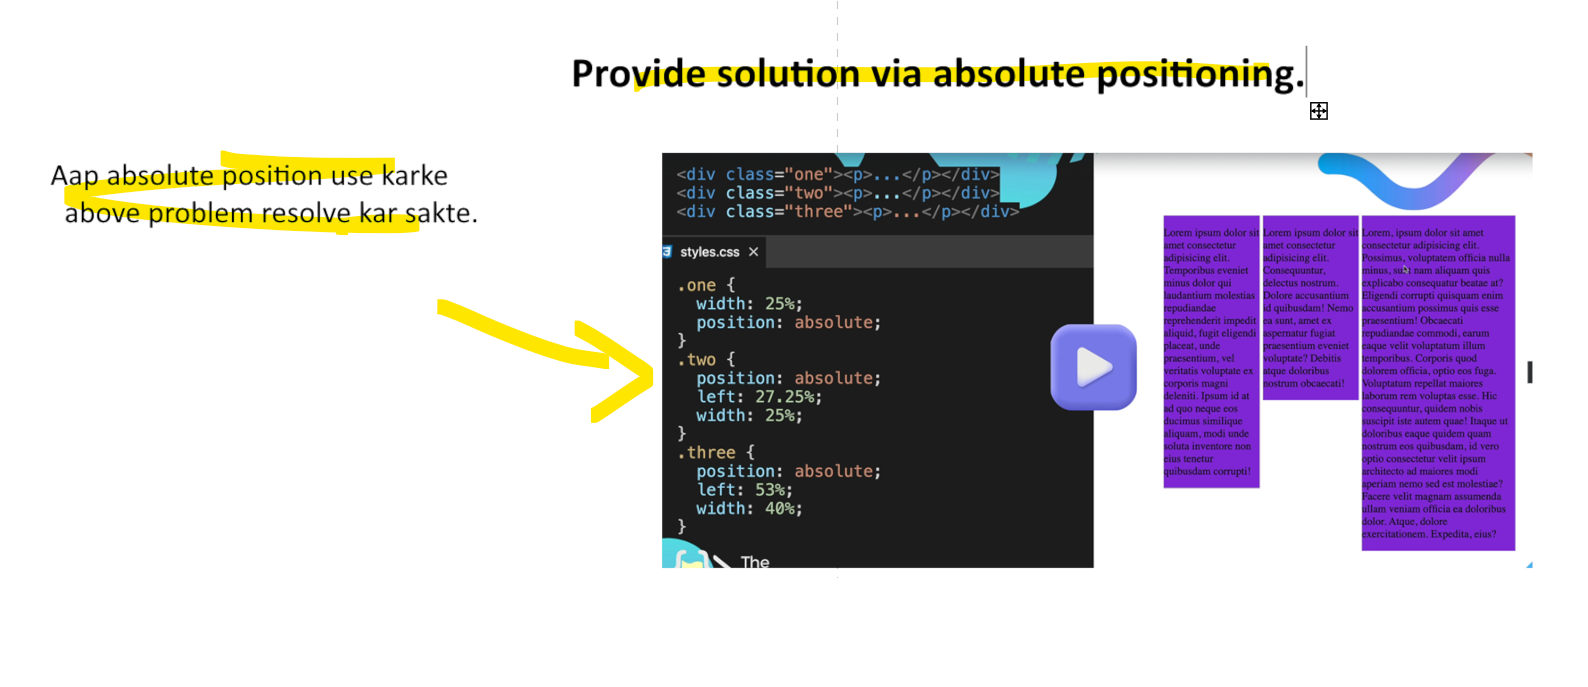 Provide solution via absolute positioning.
Aap absolute position use karke
above problem resolve kar sakte.
<div class="one"><p>...</p></div>
<div class="two"><p>...</p></div>
<div class="three"><p>...</p></div>
3 styles.css ×
.one {
width: 25%;
position: absolute;
}
.two {
position: absolute;
left: 27.25%;
width: 25%;
}
.three {
position: absolute;
left: 53%;
width: 40%;
}
The
Lorem ipsum dolor sit
amet consectetur
adipisicing elit.
Temporibus eveniet
minus dolor qui
laudantium molestias
repudiandae
reprehenderit impedit
aliquid, fugit eligendi
placeat, unde
praesentium, vel
veritatis voluptate ex
corporis magni
deleniti. Ipsum id at
ad quo neque eos
ducimus similique
aliquam, modi unde
soluta inventore non
eius tenetur
quibusdam corrupti!
Lorem ipsum dolor sit
amet consectetur
adipisicing elit.
Consequuntur,
delectus nostrum.
Dolore accusantium
id quibusdam! Nemo
ea sunt, amet ex
aspernatur fugiat
praesentium eveniet
voluptate? Debitis
atque doloribus
nostrum obcaecati!
Lorem, ipsum dolor sit amet
consectetur adipisicing elit.
Possimus, voluptatem officia nulla
minus, nam aliquam quis
explicabo consequatur beatae at?
Eligendi corrupti quisquam enim
accusantium possimus quis esse
praesentium! Obcaecati
repudiandae commodi, earum
eaque velit voluptatum illum
temporibus. Corporis quod
dolorem officia, optio eos fuga.
Voluptatum repellat maiores
laborum rem voluptas esse. Hic
consequuntur, quidem nobis
suscipit iste autem quae! Itaque ut
doloribus eaque quidem quam
nostrum eos quibusdam, id vero
optio consectetur velit ipsum
architecto ad maiores modi
aperiam nemo sed est molestiae?
Facere velit magnam assumenda
ullam veniam officia ea doloribus
dolor. Atque, dolore
exercitationem. Expedita, eius?